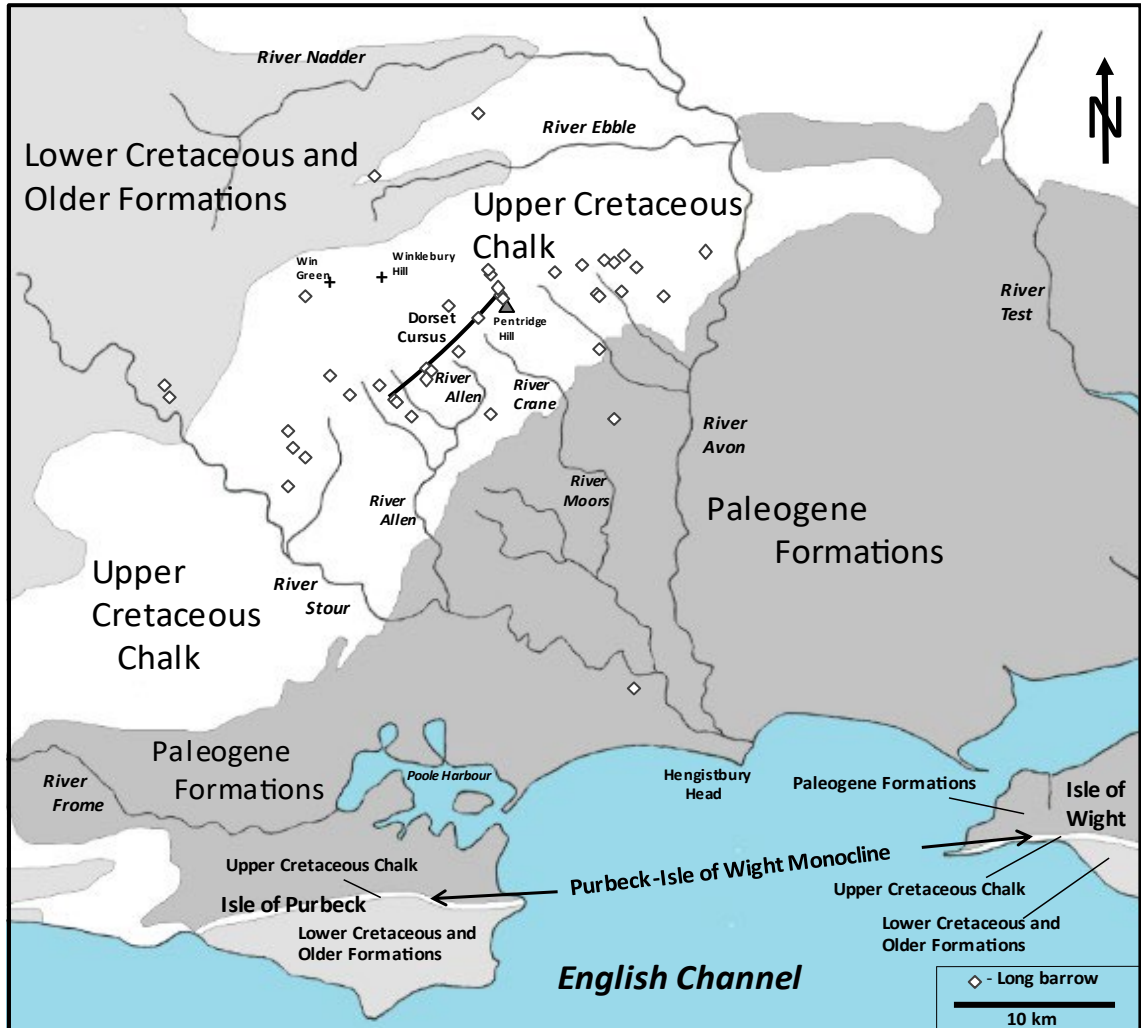 River Nadder
N
River Ebble
Lower Cretaceous and
Older Formations
Upper Cretaceous
Chalk
Win
Green
Winklebury
Hill
Dorset
Cursus
Pentridge
Hill
River
Test
River
Allen
River
Crane
River
Avon
River
Moors
River
Allen
Paleogene
Formations
Upper
Cretaceous
Chalk
River
Stour
Paleogene
Formations
River
Frome
Poole Harbour
Hengistbury
Head
Paleogene Formations
Isle of
Wight
Purbeck-Isle of Wight Monocline
Upper Cretaceous Chalk
Upper Cretaceous Chalk
Isle of Purbeck
Lower Cretaceous and
Older Formations
Lower Cretaceous and
Older Formations
English Channel
- Long barrow
10 km